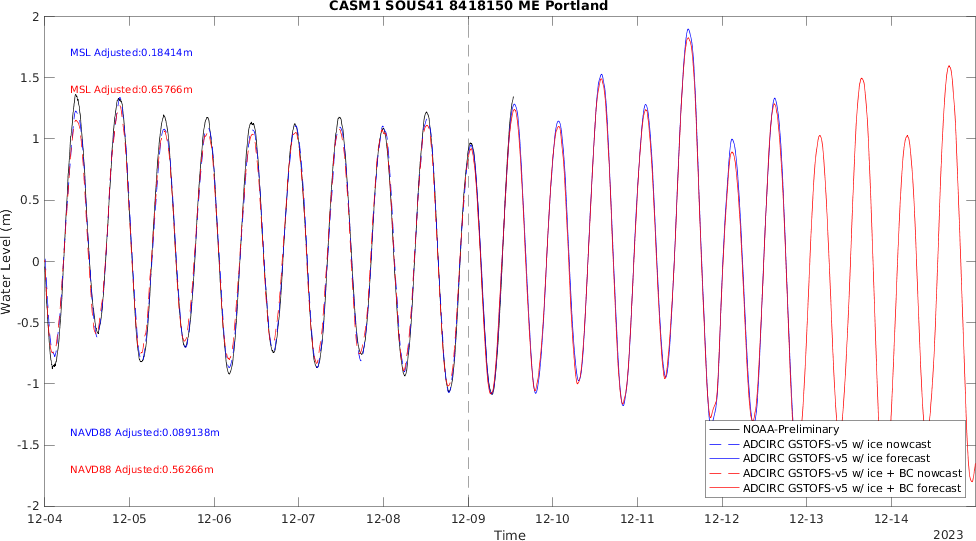 CASM1 SOUS41 8418150 ME Portland
2
1.5
1
0.5
0
-0.5
-1
-1.5
-2
Water Level (m)
MSL Adjusted:0.18414m
MSL Adjusted:0.65766m
NAVD88 Adjusted:0.089138m
NAVD88 Adjusted:0.56266m
NOAA-Preliminary
ADCIRC GSTOFS-v5 w/ ice nowcast
ADCIRC GSTOFS-v5 w/ ice forecast
ADCIRC GSTOFS-v5 w/ ice + BC nowcast
ADCIRC GSTOFS-v5 w/ ice + BC forecast
12-04 12-05 12-06 12-07 12-08 12-09 12-10 12-11 12-12 12-13 12-14
Time
2023